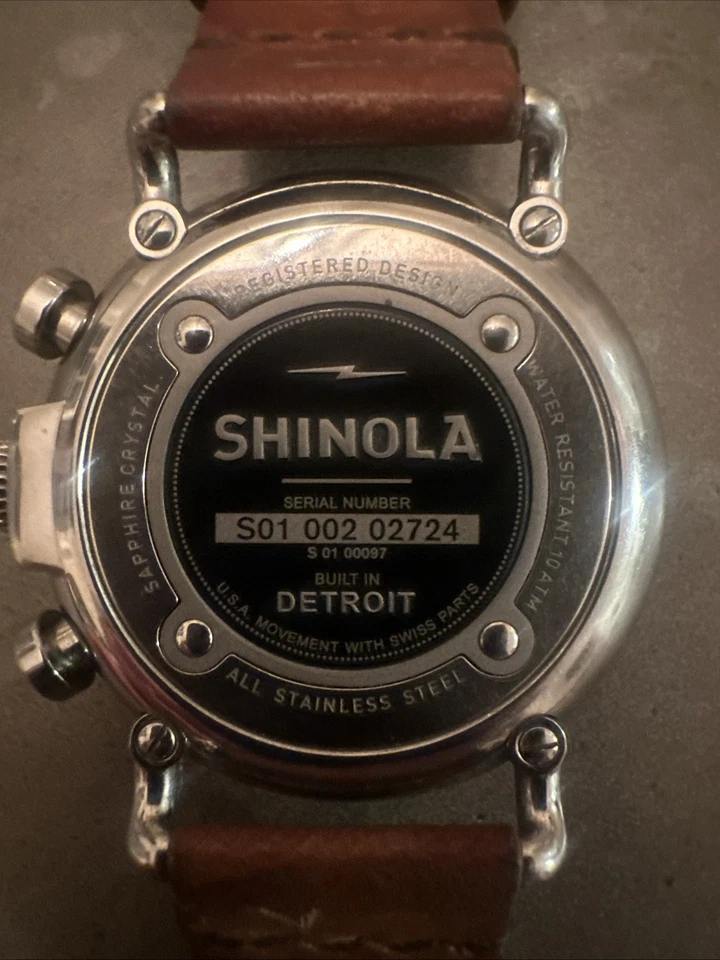 REGISTERED DESIGN
WATER RESISTANT 10 ATM
SAPPHIRE CRYSTAL.
SHINOLA
SERIAL NUMBER
S01 002 02724
S 01 00097
BUILT IN
DETROIT
U.S.A. MOVEMENT WITH SWISS PARTS
ALL STAINLESS STEEL